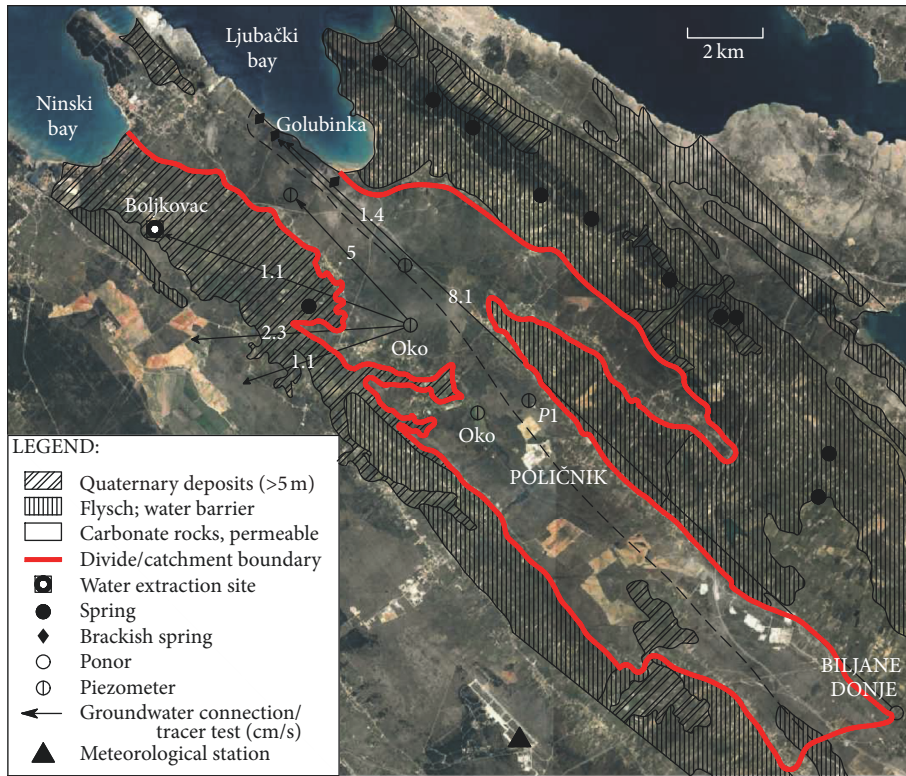 Ljubački
bay
2 km
Ninski
bay
Golubinka
Boljkovac
1.4
5
1.1
8.1
2.3
Oko
1.1
P1
Oko
POLIČNIK
BILJANE
DONJE
LEGEND:
Quaternary deposits (>5 m)
Flysch; water barrier
Carbonate rocks, permeable
Divide/catchment boundary
Water extraction site
Spring
Brackish spring
Ponor
Piezometer
Groundwater connection/
tracer test (cm/s)
Meteorological station